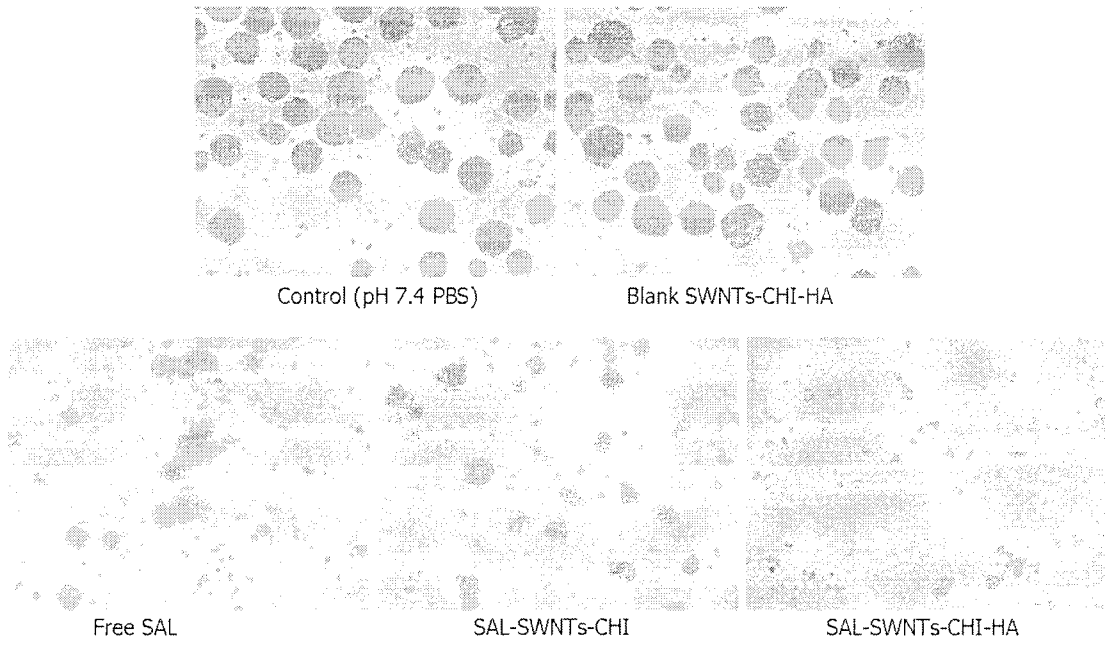 Control (pH 7.4 PBS)
Blank SWNTs-CHI-HA
Free SAL
SAL-SWNTs-CHI
SAL-SWNTs-CHI-HA